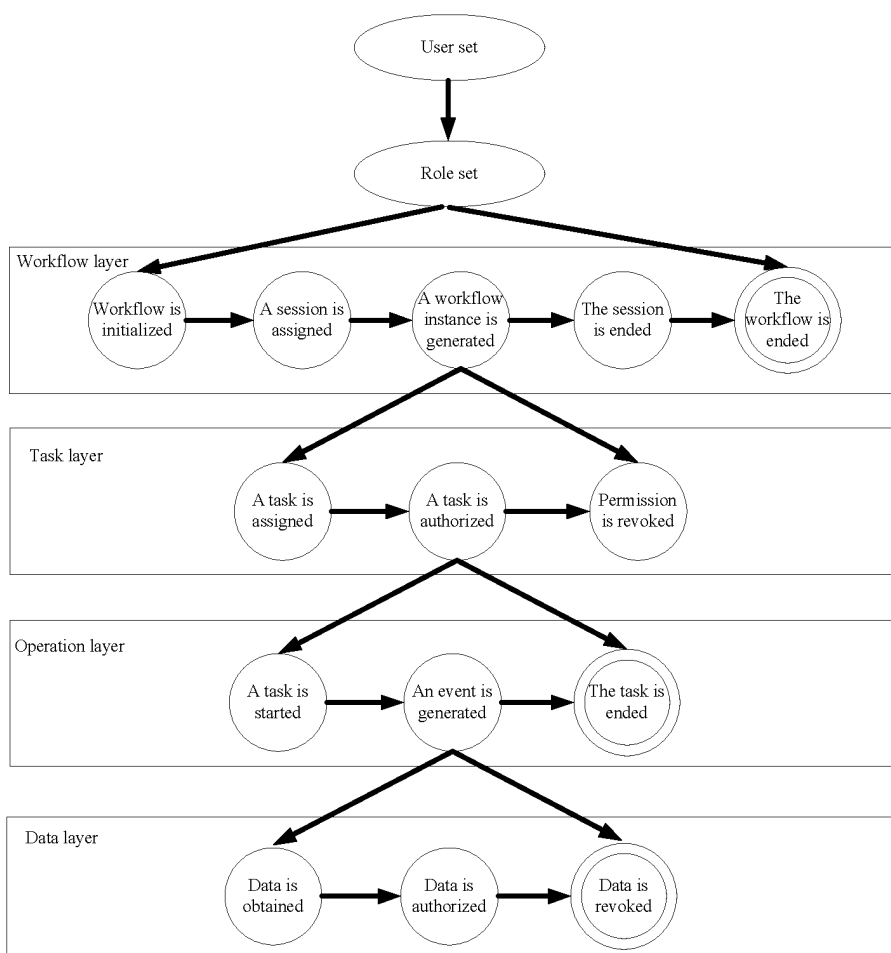 User set
Role set
Workflow layer
Workflow is
initialized
A session is
assigned
A workflow
instance is
generated
The session
is ended
The
workflow is
ended
Task layer
A task is
assigned
A task is
authorized
Permission
is revoked
Operation layer
A task is
started
An event is
generated
The task is
ended
Data layer
Data is
obtained
Data is
authorized
Data is
revoked